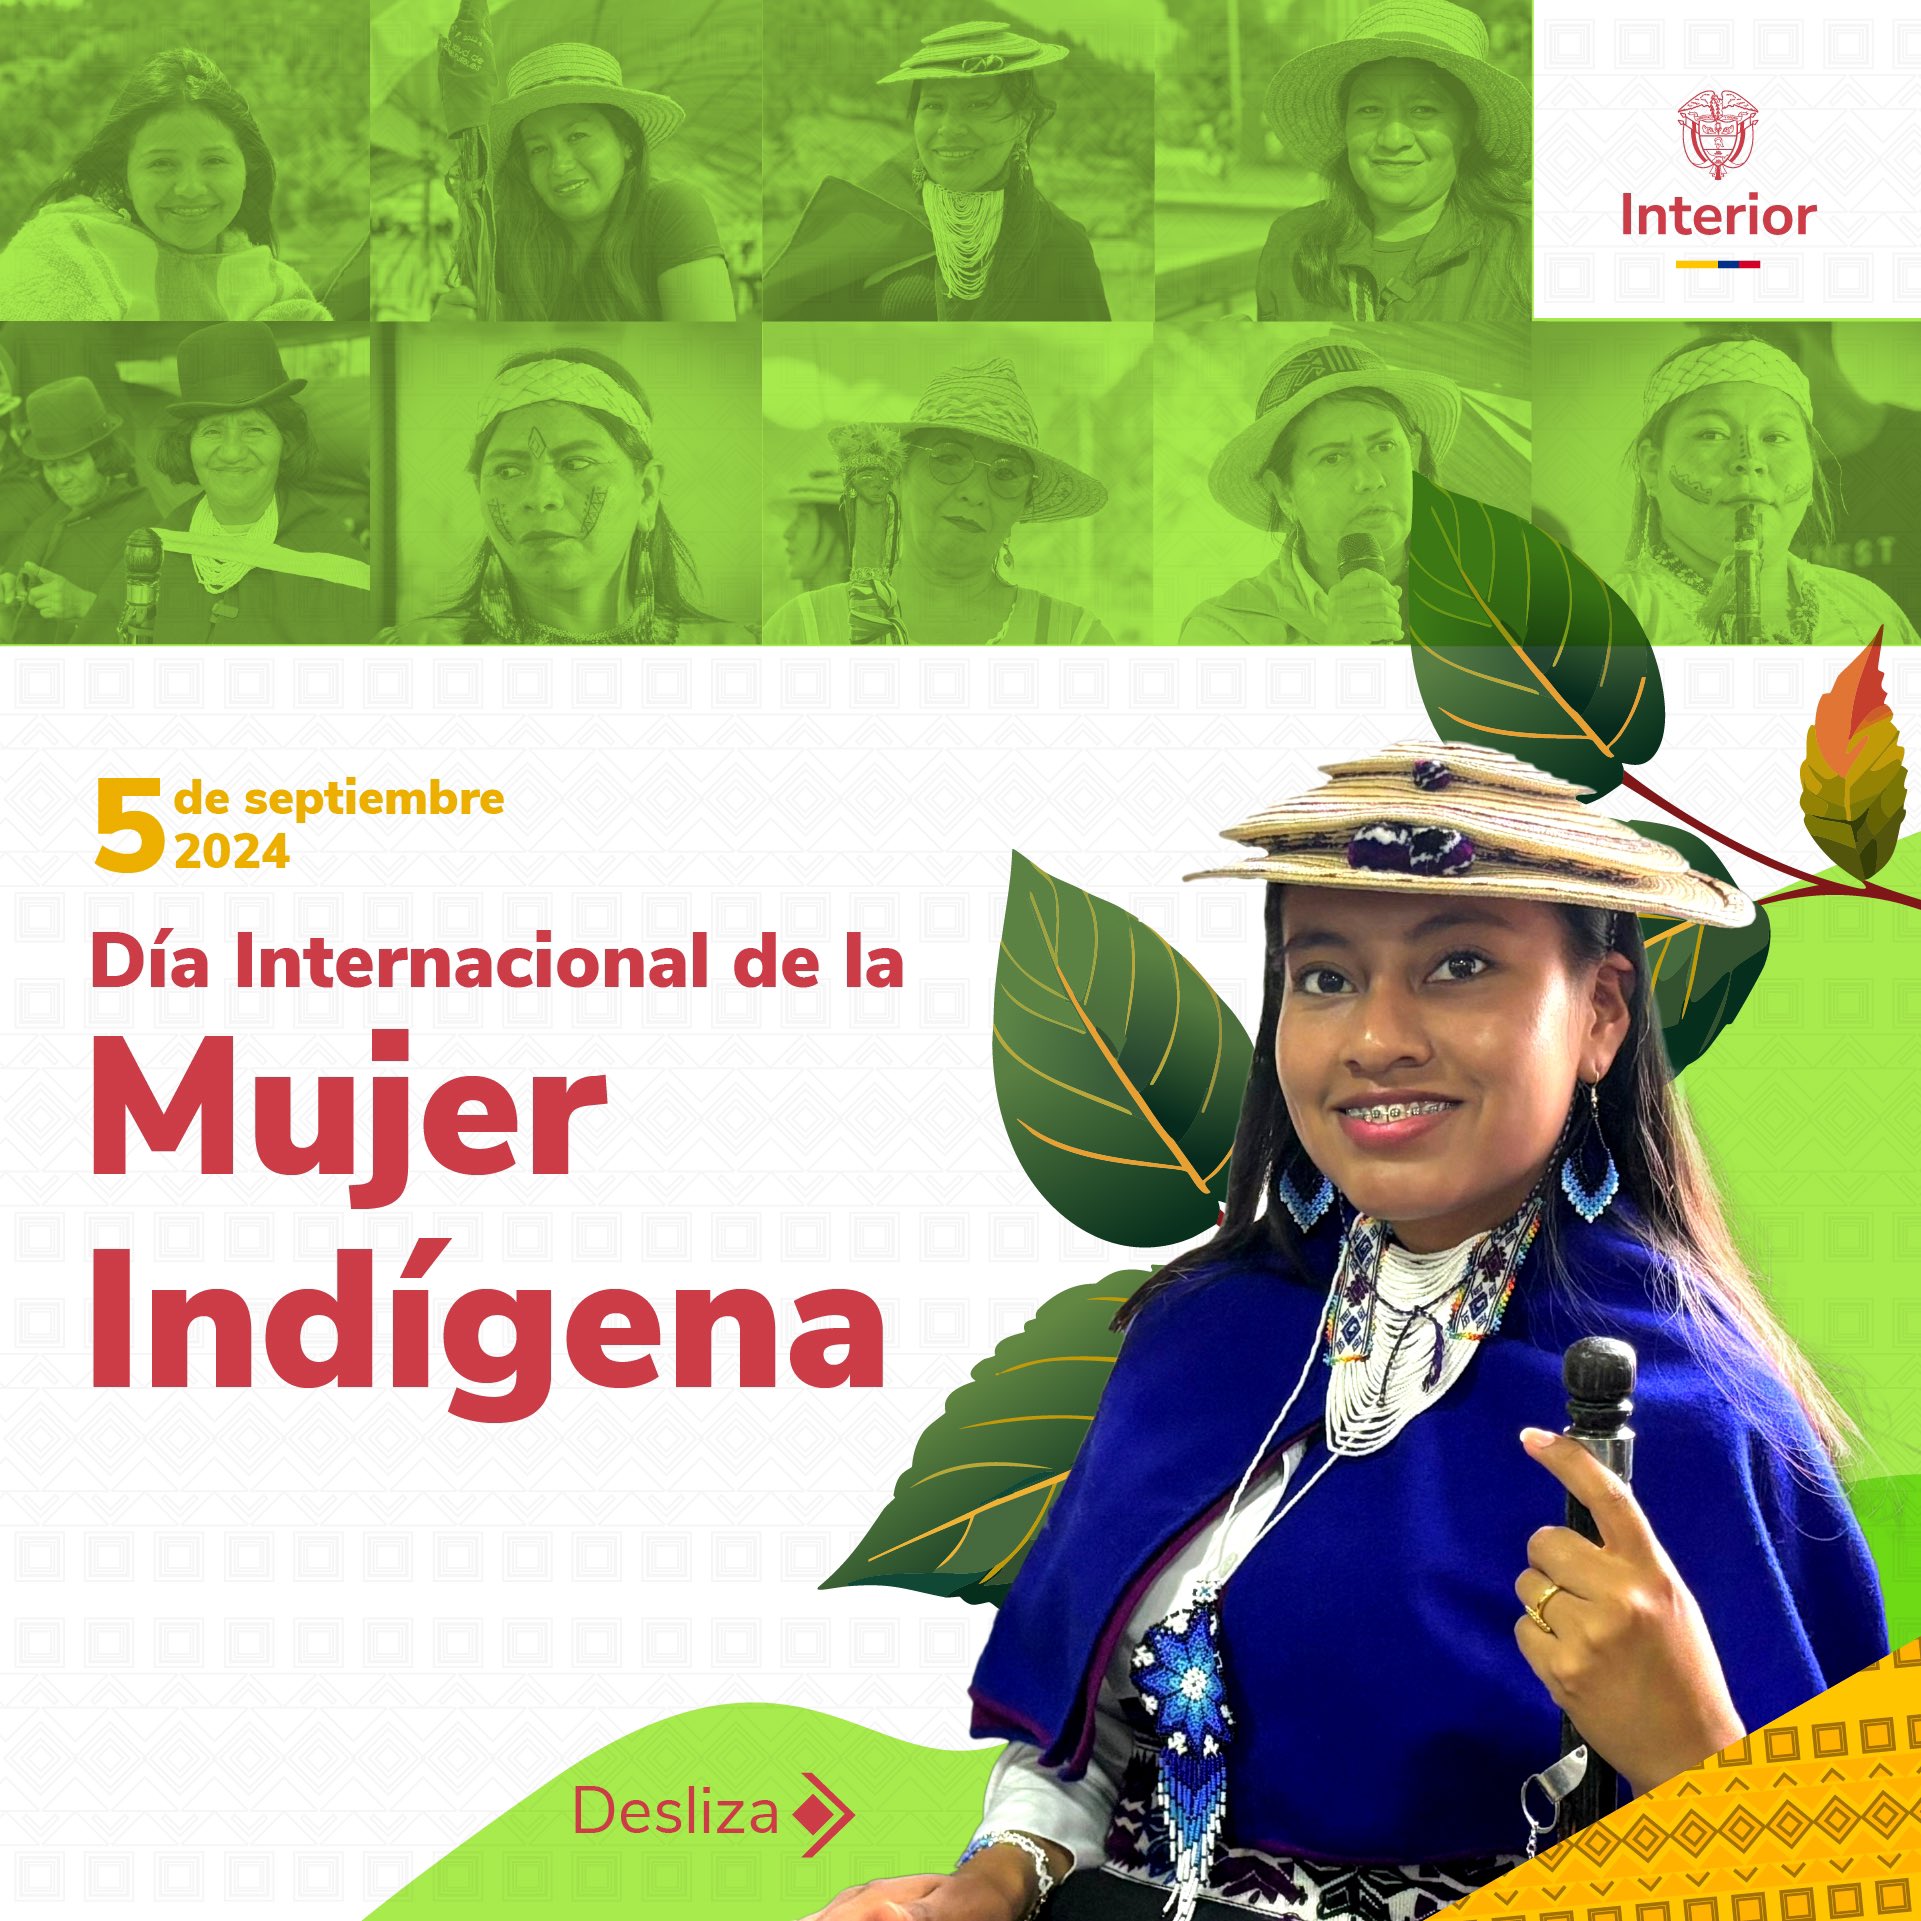 Interior
5 de septiembre
2024
Día Internacional de la
Mujer
Indígena
Desliza